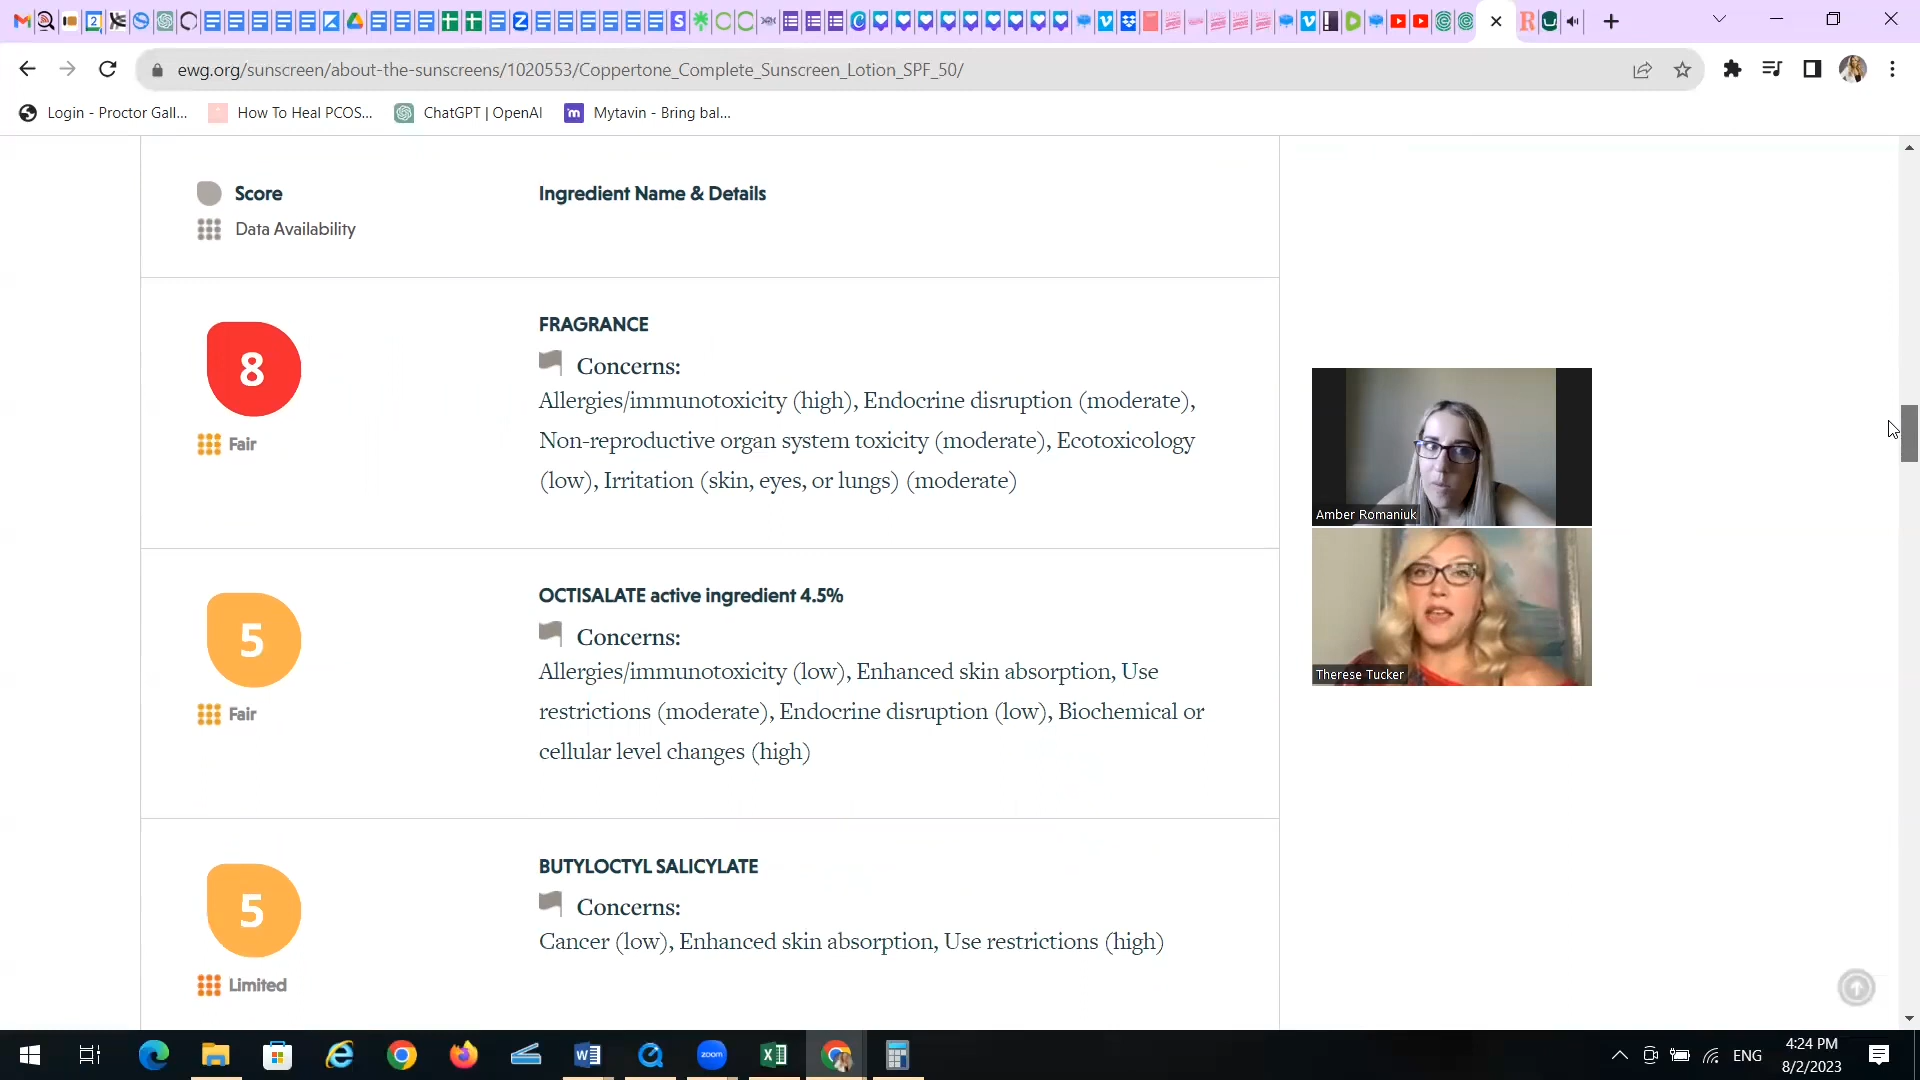 ewg.org/sunscreen/about-the-sunscreens/1020553/Coppertone_Complete_Sunscreen_Lotion_SPF_50/
Login - Proctor Gall...
How To Heal PCOS...
ChatGPT | OpenAI
Mytavin - Bring bal...
Score
Ingredient Name & Details
Data Availability
8
Fair
FRAGRANCE
Concerns:
Allergies/immunotoxicity (high), Endocrine disruption (moderate),
Non-reproductive organ system toxicity (moderate), Ecotoxicology
(low), Irritation (skin, eyes, or lungs) (moderate)
5
Fair
OCTISALATE active ingredient 4.5%
Concerns:
Allergies/immunotoxicity (low), Enhanced skin absorption, Use
restrictions (moderate), Endocrine disruption (low), Biochemical or
cellular level changes (high)
5
Limited
BUTYLOCTYL SALICYLATE
Concerns:
Cancer (low), Enhanced skin absorption, Use restrictions (high)
Amber Romaniuk
Therese Tucker
zoom
ENG
4:24 PM
8/2/2023